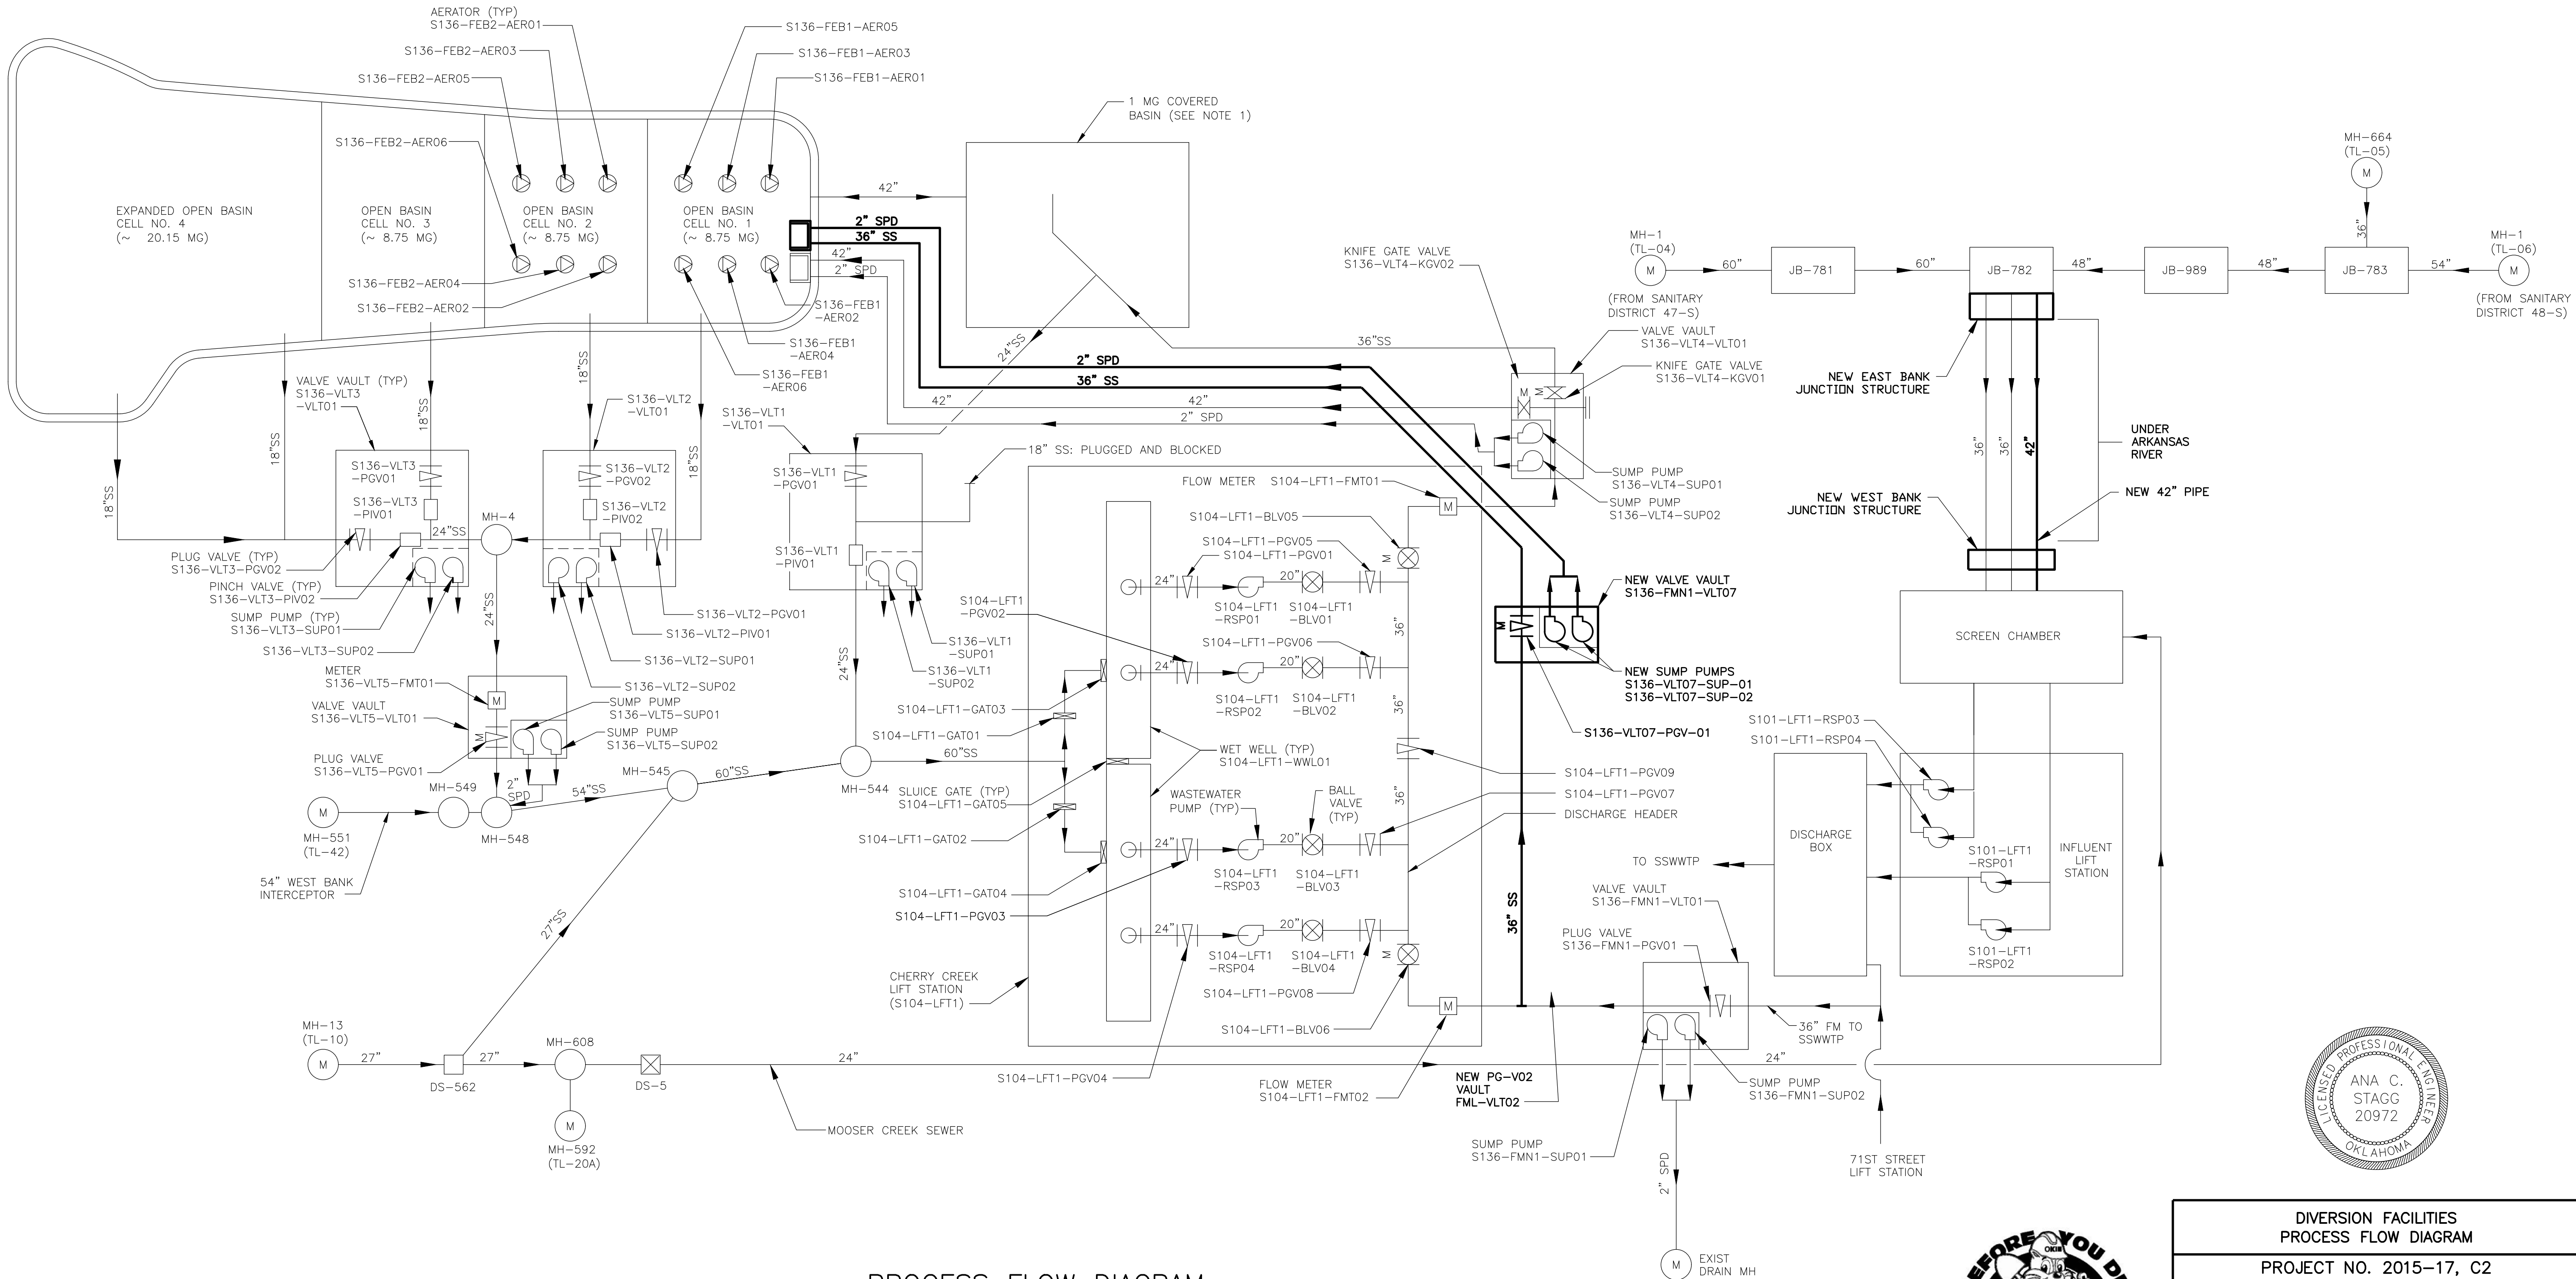 AERATOR (TYP)
S136-FEB2-AER01
S136-FEB2-AER03
S136-FEB2-AER05
S136-FEB2-AER06
S136-FEB1-AER05
S136-FEB1-AER03
S136-FEB1-AER01
EXPANDED OPEN BASIN
CELL NO. 4
(~ 20.15 MG)
OPEN BASIN
CELL NO. 3
(~ 8.75 MG)
OPEN BASIN
CELL NO. 2
(~ 8.75 MG)
OPEN BASIN
CELL NO. 1
(~ 8.75 MG)
S136-FEB2-AER04
S136-FEB2-AER02
S136-FEB1
-AER02
S136-FEB1
-AER04
S136-FEB1
-AER06
1 MG COVERED
BASIN (SEE NOTE 1)
42"
2" SPD
36" SS
42"
2" SPD
24"SS
36"SS
2" SPD
36" SS
42"
42"
2" SPD
KNIFE GATE VALVE
S136-VLT4-KGV02
VALVE VAULT
S136-VLT4-VLT01
KNIFE GATE VALVE
S136-VLT4-KGV01
M
M
SUMP PUMP
S136-VLT4-SUP01
SUMP PUMP
S136-VLT4-SUP02
MH-664
(TL-05)
M
36"
MH-1
(TL-04)
M
(FROM SANITARY
DISTRICT 47-S)
60"
JB-781
60"
JB-782
48"
JB-989
48"
JB-783
54"
MH-1
(TL-06)
M
(FROM SANITARY
DISTRICT 48-S)
NEW EAST BANK
JUNCTION STRUCTURE
36"
36"
42"
UNDER
ARKANSAS
RIVER
NEW WEST BANK
JUNCTION STRUCTURE
NEW 42" PIPE
SCREEN CHAMBER
VALVE VAULT (TYP)
S136-VLT3
-VLT01
18"SS
18"SS
18"SS
18"SS
18"SS
S136-VLT3
-PGV01
S136-VLT3
-PIV01
24"SS
MH-4
S136-VLT2
-VLT01
S136-VLT2
-PGV02
S136-VLT2
-PIV02
PLUG VALVE (TYP)
S136-VLT3-PGV02
PINCH VALVE (TYP)
S136-VLT3-PIV02
SUMP PUMP (TYP)
S136-VLT3-SUP01
S136-VLT3-SUP02
24"SS
S136-VLT2-PGV01
S136-VLT2-PIV01
S136-VLT2-SUP01
S136-VLT2-SUP02
METER
S136-VLT5-FMT01
VALVE VAULT
S136-VLT5-VLT01
PLUG VALVE
S136-VLT5-PGV01
M
M
SUMP PUMP
S136-VLT5-SUP01
SUMP PUMP
S136-VLT5-SUP02
2"
SPD
S136-VLT1
-VLT01
S136-VLT1
-PGV01
S136-VLT1
-PIV01
18" SS: PLUGGED AND BLOCKED
S136-VLT1
-SUP01
S136-VLT1
-SUP02
24"SS
M
MH-551
(TL-42)
MH-549
MH-548
54"SS
MH-545
60"SS
MH-544
60"SS
54" WEST BANK
INTERCEPTOR
27"SS
MH-13
(TL-10)
M
27"
DS-562
27"
MH-608
DS-5
24"
M
MH-592
(TL-20A)
MOOSER CREEK SEWER
FLOW METER S104-LFT1-FMT01
M
S104-LFT1-BLV05
M
S104-LFT1-PGV05
S104-LFT1-PGV01
24"
20"
S104-LFT1
-RSP01
S104-LFT1
-BLV01
S104-LFT1
-PGV02
S104-LFT1-PGV06
24"
20"
S104-LFT1
-RSP02
S104-LFT1
-BLV02
36"
36"
36"
S104-LFT1-GAT03
S104-LFT1-GAT01
WET WELL (TYP)
S104-LFT1-WWL01
SLUICE GATE (TYP)
S104-LFT1-GAT05
S104-LFT1-GAT02
WASTEWATER
PUMP (TYP)
BALL
VALVE
(TYP)
S104-LFT1-PGV09
S104-LFT1-PGV07
DISCHARGE HEADER
24"
20"
S104-LFT1
-RSP03
S104-LFT1
-BLV03
S104-LFT1-GAT04
S104-LFT1-PGV03
24"
20"
S104-LFT1
-RSP04
S104-LFT1
-BLV04
CHERRY CREEK
LIFT STATION
(S104-LFT1)
S104-LFT1-PGV08
M
S104-LFT1-BLV06
M
S104-LFT1-PGV04
FLOW METER
S104-LFT1-FMT02
NEW VALVE VAULT
S136-FMN1-VLT07
M
NEW SUMP PUMPS
S136-VLT07-SUP-01
S136-VLT07-SUP-02
S136-VLT07-PGV-01
36" SS
NEW PG-V02
VAULT
FML-VLT02
VALVE VAULT
S136-FMN1-VLT01
PLUG VALVE
S136-FMN1-PGV01
36" FM TO
SSWWTP
24"
SUMP PUMP
S136-FMN1-SUP02
SUMP PUMP
S136-FMN1-SUP01
2" SPD
M
EXIST
DRAIN MH
71ST STREET
LIFT STATION
S101-LFT1-RSP03
S101-LFT1-RSP04
DISCHARGE
BOX
TO SSWWTP
S101-LFT1
-RSP01
S101-LFT1
-RSP02
INFLUENT
LIFT
STATION
LICENSED PROFESSIONAL ENGINEER
ANA C.
STAGG
20972
OKLAHOMA
PROCESS FLOW DIAGRAM
BEFORE YOU DI
OKIE
DIVERSION FACILITIES
PROCESS FLOW DIAGRAM
PROJECT NO. 2015-17, C2